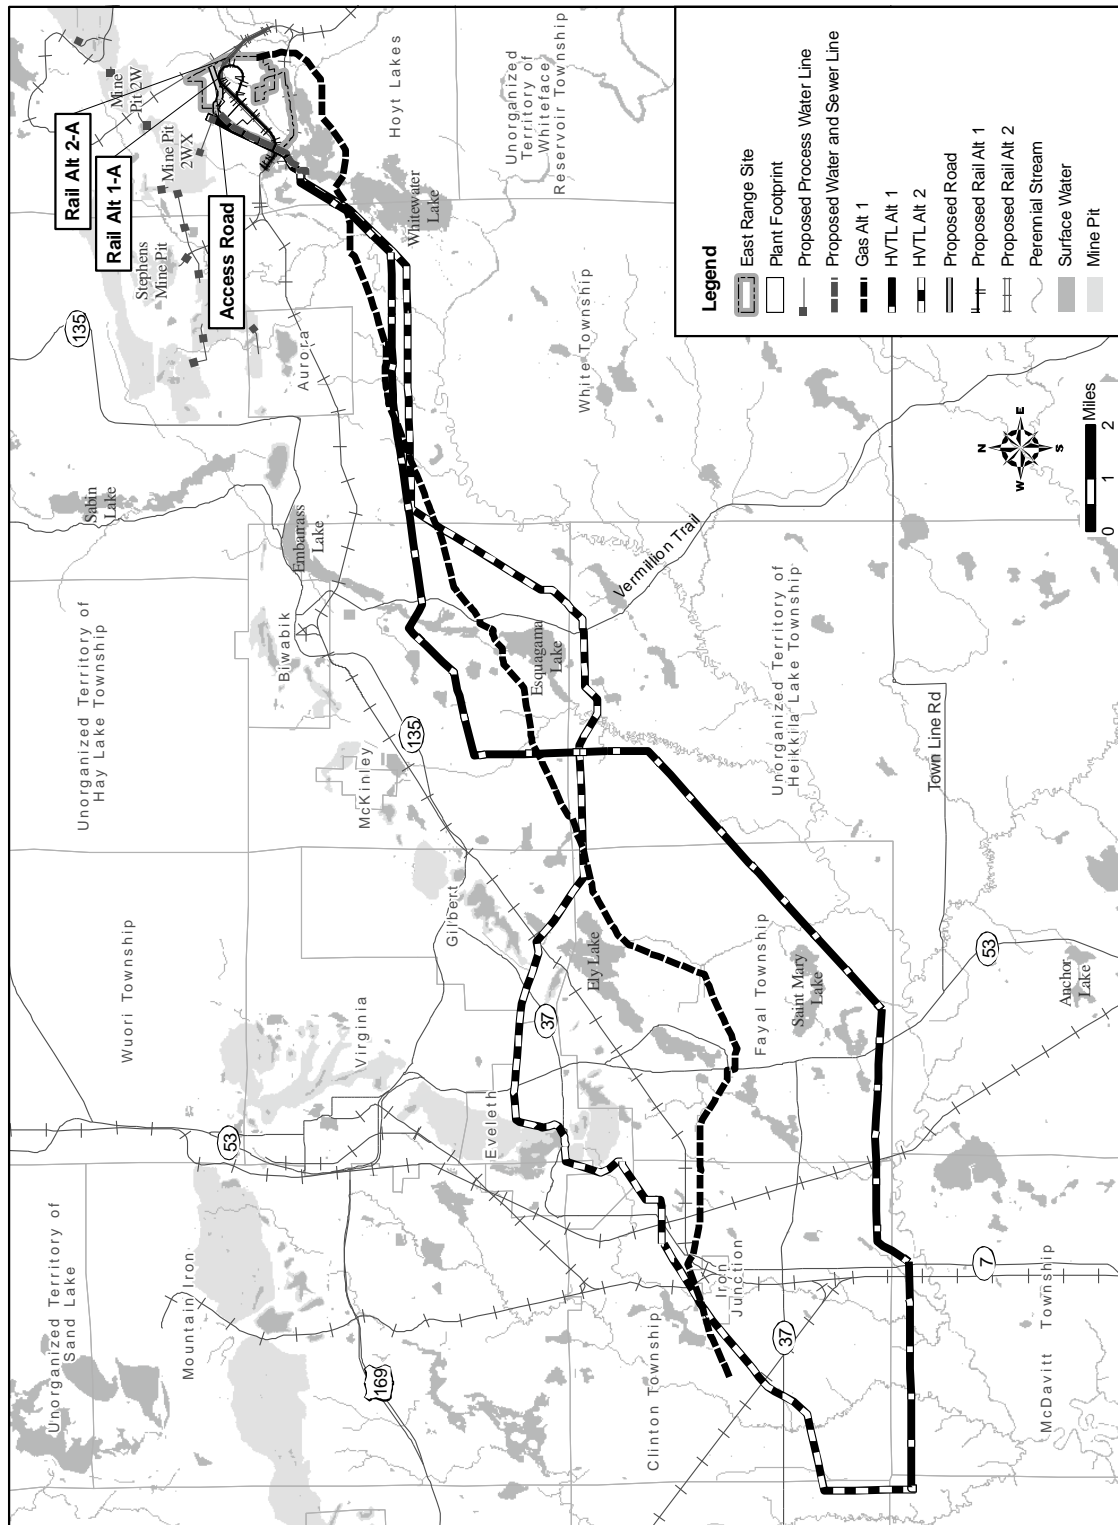 Rail Alt 2-A
Rail Alt 1-A
Access Road
Mine
Pit 2W
Mine Pit
2WX
Stephens
Mine Pit
Hoyt Lakes
Unorganized
Territory of
Whiteface
Reservoir Township
Whitewater
Lake
135
Aurora
White Township
Sabin
Lake
Embarrass
Lake
Biwabik
Unorganized Territory of
Hay Lake Township
Vermillion Trail
Esquagama
Lake
135
McKinley
Unorganized Territory of
Heikkila Lake Township
Town Line Rd
Gilbert
Wuori Township
Virginia
Ely Lake
37
Fayal Township
Saint Mary
Lake
53
Anchor
Lake
Eveleth
53
Unorganized Territory of
Sand Lake
Mountain Iron
169
Iron
Junction
37
7
Clinton Township
McDavitt Township
Legend
East Range Site
Plant Footprint
Proposed Process Water Line
Proposed Water and Sewer Line
Gas Alt 1
HVTL Alt 1
HVTL Alt 2
Proposed Road
Proposed Rail Alt 1
Proposed Rail Alt 2
Perennial Stream
Surface Water
Mine Pit
N
W E
S
Miles
0 1 2